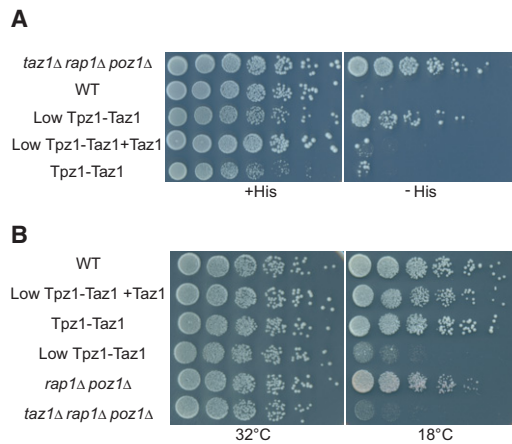 A
taz1Δ rap1Δ poz1Δ
WT
Low Tpz1-Taz1
Low Tpz1-Taz1+Taz1
Tpz1-Taz1
+His
- His
B
WT
Low Tpz1-Taz1 +Taz1
Tpz1-Taz1
Low Tpz1-Taz1
rap1Δ poz1Δ
taz1Δ rap1Δ poz1Δ
32°C
18°C